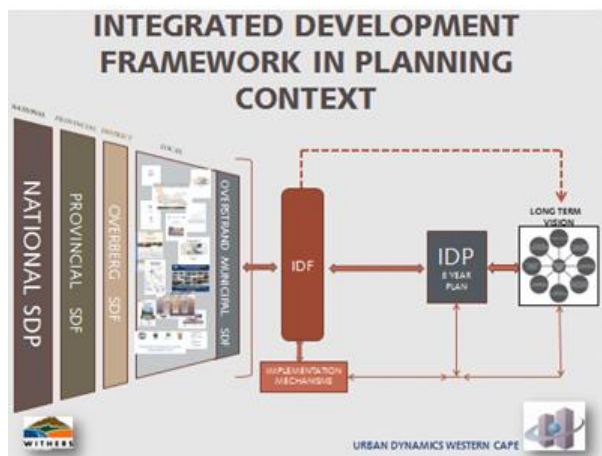 INTEGRATED DEVELOPMENT
FRAMEWORK IN PLANNING
CONTEXT
NATIONAL
PROVINCIAL
DISTRICT
LOCAL
NATIONAL SDP
PROVINCIAL SDF
OVERBERG SDF
OVERSTRAND MUNICIPAL SDF
IDF
IMPLEMENTATION
MECHANISMS
IDP
YEAR
PLAN
LONG TERM
VISION
WITHERS
URBAN DYNAMICS WESTERN CAPE